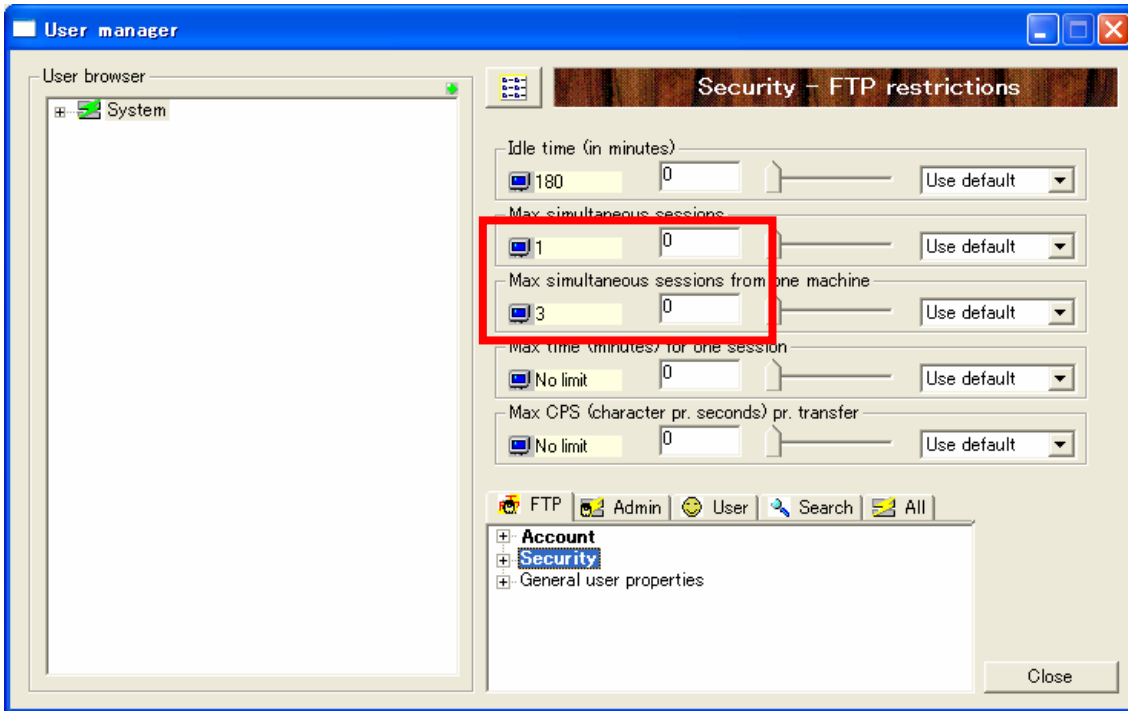 User manager
User browser
System
Security - FTP restrictions
Idle time (in minutes)
180 0 Use default
Max simultaneous sessions
1 0 Use default
Max simultaneous sessions from one machine
3 0 Use default
Max time (minutes) for one session
No limit 0 Use default
Max CPS (character pr. seconds) pr. transfer
No limit 0 Use default
FTP Admin User Search All
Account
Security
General user properties
Close